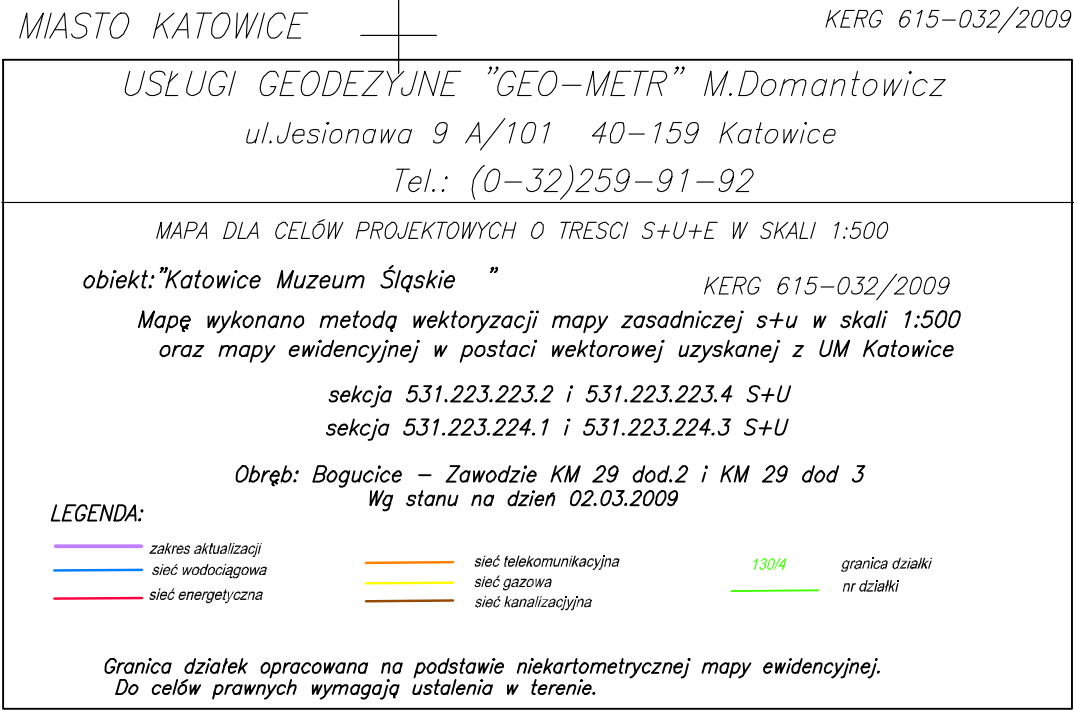 MIASTO KATOWICE KERG 615-032/2009
USŁUGI GEODEZYJNE "GEO-METR" M.Domantowicz
ul.Jesionawa 9 A/101 40-159 Katowice
Tel.: (0-32)259-91-92
MAPA DLA CELÓW PROJEKTOWYCH O TRESCI S+U+E W SKALI 1:500
obiekt:"Katowice Muzeum Śląskie " KERG 615-032/2009
Mapę wykonano metodą wektoryzacji mapy zasadniczej s+u w skali 1:500
oraz mapy ewidencyjnej w postaci wektorowej uzyskanej z UM Katowice
sekcja 531.223.223.2 i 531.223.223.4 S+U
sekcja 531.223.224.1 i 531.223.224.3 S+U
Obręb: Bogucice - Zawodzie KM 29 dod.2 i KM 29 dod 3
Wg stanu na dzień 02.03.2009
LEGENDA:
zakres aktualizacji
sieć wodociągowa
sieć energetyczna
sieć telekomunikacyjna
sieć gazowa
sieć kanalizacjyjna
130/4 granica działki
nr działki
Granica działek opracowana na podstawie niekartometrycznej mapy ewidencyjnej.
Do celów prawnych wymagają ustalenia w terenie.